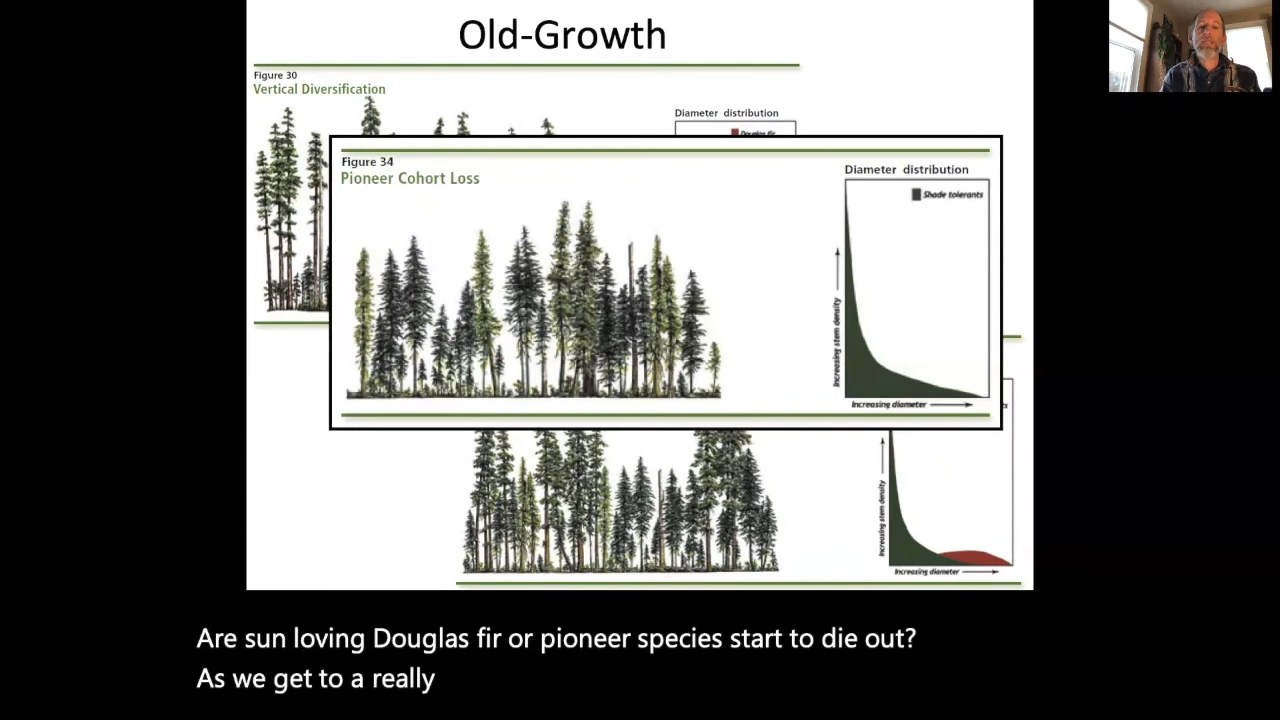 Old-Growth
Figure 30
Vertical Diversification
Diameter distribution
Douglas fir
Figure 34
Pioneer Cohort Loss
Diameter distribution
Shade tolerants
Increasing stem density
Increasing diameter
Increasing stem density
Increasing diameter
Are sun loving Douglas fir or pioneer species start to die out?
As we get to a really